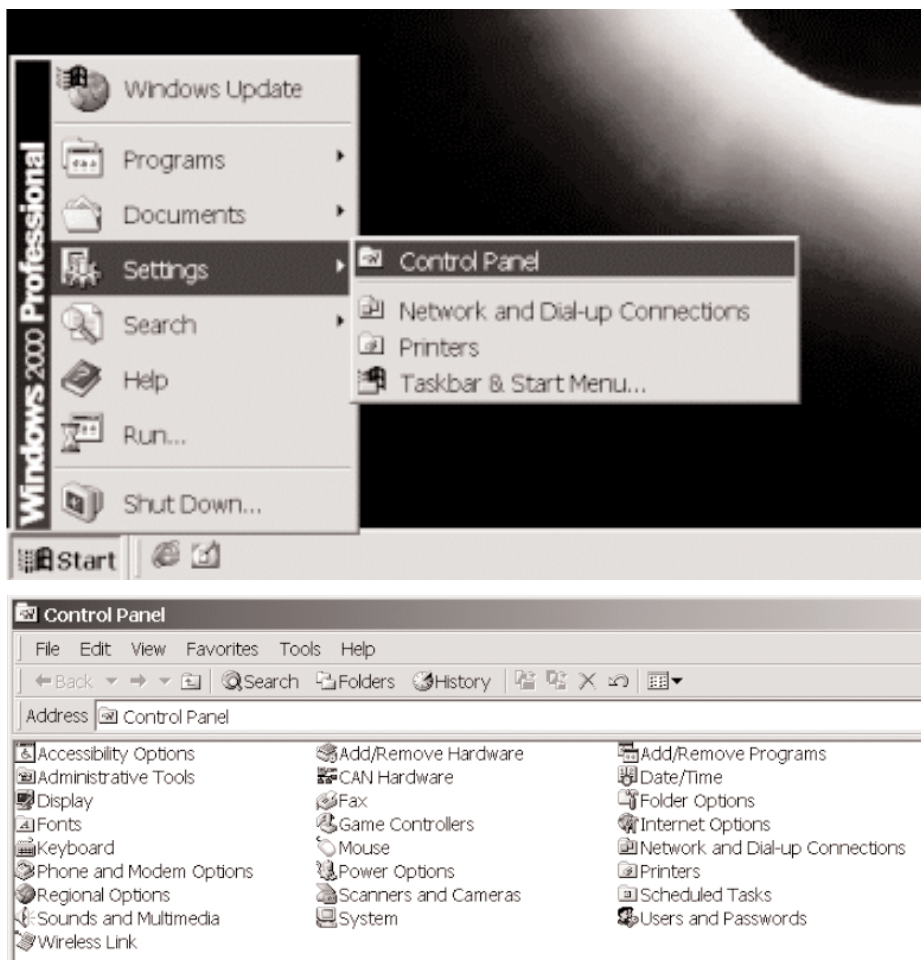 Windows 2000 Professional
Windows Update
Programs
Documents
Settings
Search
Help
Run...
Shut Down...
Control Panel
Network and Dial-up Connections
Printers
Taskbar & Start Menu...
Start
Control Panel
File Edit View Favorites Tools Help
Back Search Folders History
Address Control Panel
Accessibility Options Add/Remove Hardware Add/Remove Programs
Administrative Tools CAN Hardware Date/Time
Display Fax Folder Options
Fonts Game Controllers Internet Options
Keyboard Mouse Network and Dial-up Connections
Phone and Modem Options Power Options Printers
Regional Options Scanners and Cameras Scheduled Tasks
Sounds and Multimedia System Users and Passwords
Wireless Link